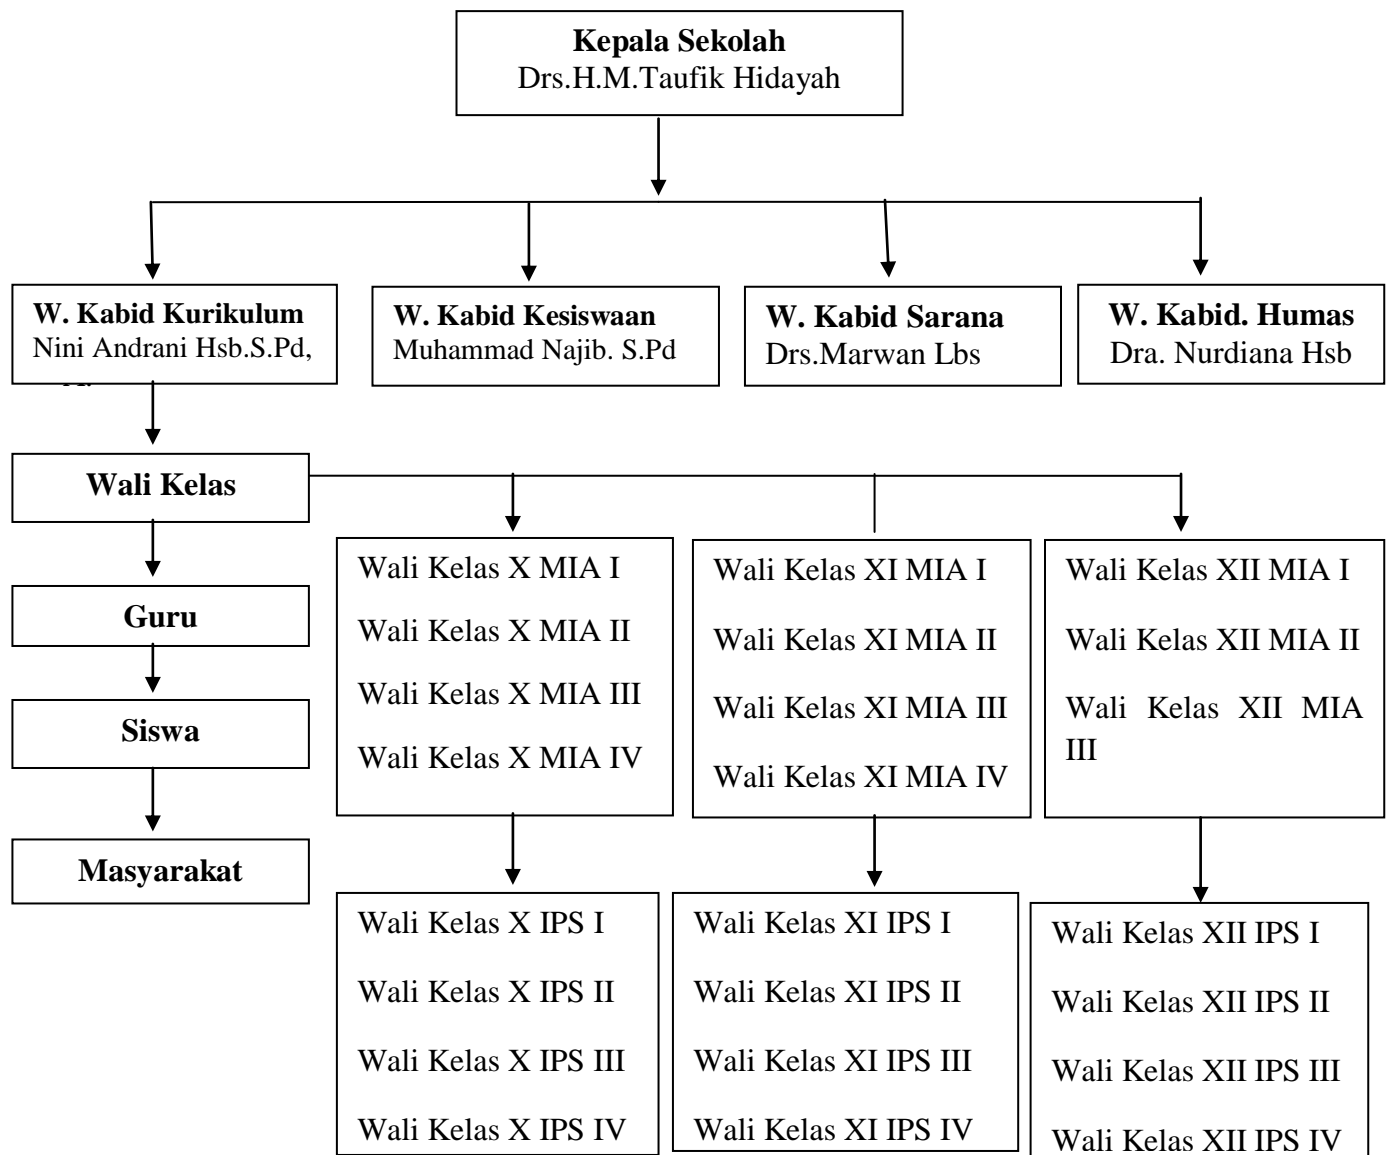 Kepala Sekolah
Drs.H.M.Taufik Hidayah
W. Kabid Kurikulum
Nini Andrani Hsb.S.Pd,
W. Kabid Kesiswaan
Muhammad Najib. S.Pd
W. Kabid Sarana
Drs.Marwan Lbs
W. Kabid. Humas
Dra. Nurdiana Hsb
Wali Kelas
Guru
Siswa
Masyarakat
Wali Kelas X MIA I
Wali Kelas X MIA II
Wali Kelas X MIA III
Wali Kelas X MIA IV
Wali Kelas XI MIA I
Wali Kelas XI MIA II
Wali Kelas XI MIA III
Wali Kelas XI MIA IV
Wali Kelas XII MIA I
Wali Kelas XII MIA II
Wali Kelas XII MIA
III
Wali Kelas X IPS I
Wali Kelas X IPS II
Wali Kelas X IPS III
Wali Kelas X IPS IV
Wali Kelas XI IPS I
Wali Kelas XI IPS II
Wali Kelas XI IPS III
Wali Kelas XI IPS IV
Wali Kelas XII IPS I
Wali Kelas XII IPS II
Wali Kelas XII IPS III
Wali Kelas XII IPS IV